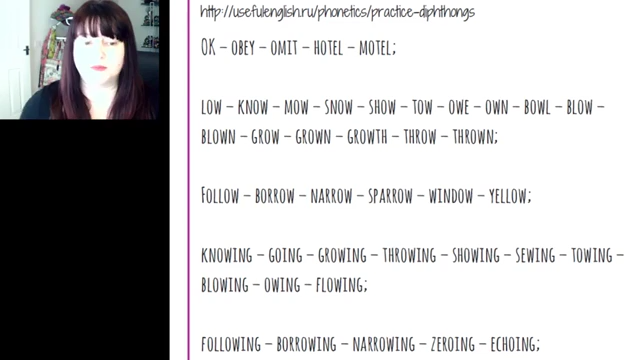 http://usefulenglish.ru/phonetics/practice-diphthongs
OK – OBEY – OMIT – HOTEL – MOTEL;
LOW – KNOW – MOW – SNOW – SHOW – TOW – OWE – OWN – BOWL – BLOW –
BLOWN – GROW – GROWN – GROWTH – THROW – THROWN;
FOLLOW – BORROW – NARROW – SPARROW – WINDOW – YELLOW;
KNOWING – GOING – GROWING – THROWING – SHOWING – SEWING – TOWING –
BLOWING – OWING – FLOWING;
FOLLOWING – BORROWING – NARROWING – ZEROING – ECHOING;